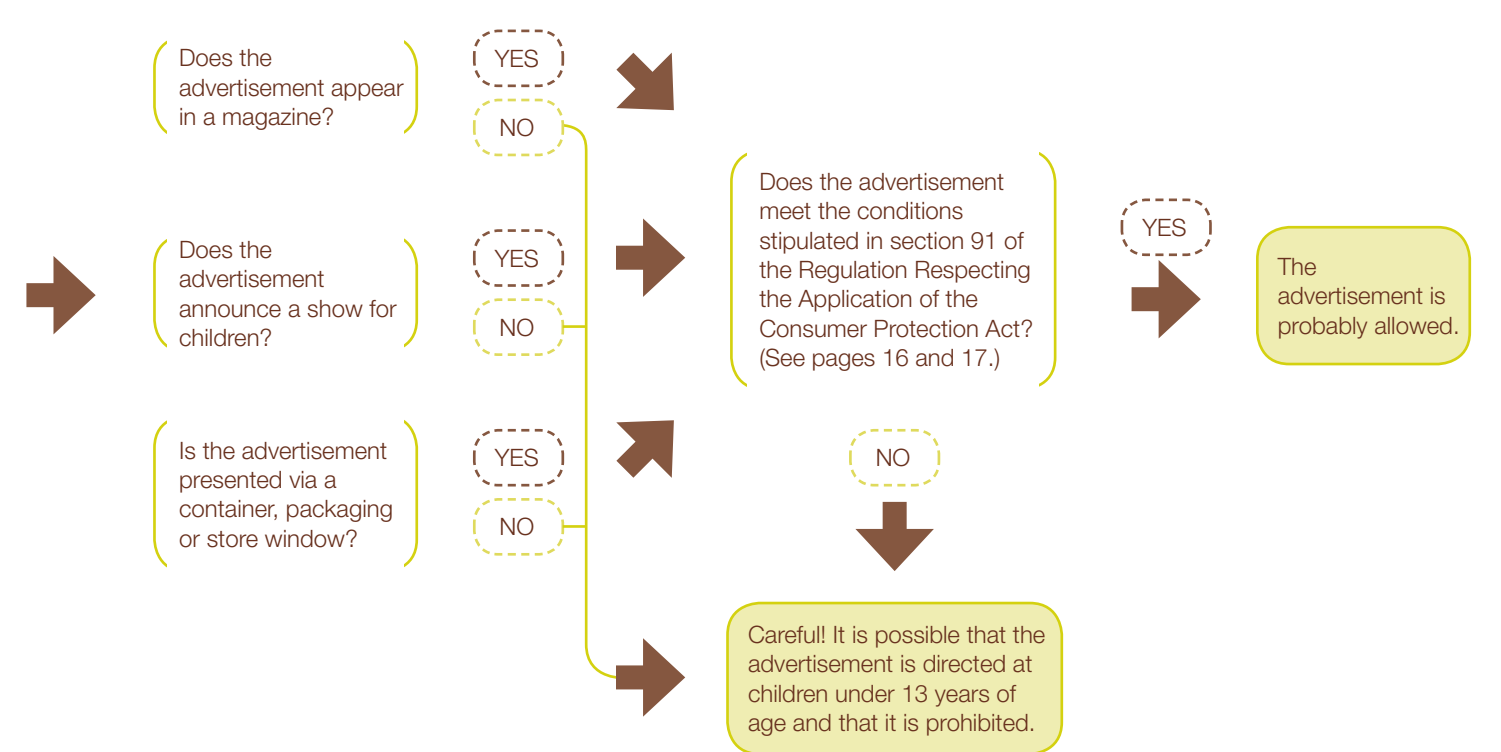 Does the
advertisement appear
in a magazine?
YES
NO
Does the
advertisement
announce a show for
children?
YES
NO
Is the advertisement
presented via a
container, packaging
or store window?
YES
NO
Does the advertisement
meet the conditions
stipulated in section 91 of
the Regulation Respecting
the Application of the
Consumer Protection Act?
(See pages 16 and 17.)
YES
The
advertisement is
probably allowed.
NO
Careful! It is possible that the
advertisement is directed at
children under 13 years of
age and that it is prohibited.